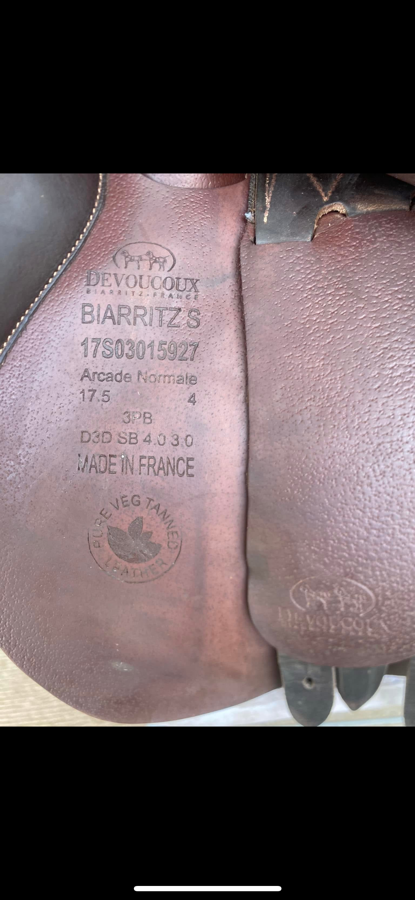 DEVOUCOUX
BIARRITZ-FRANCE
BIARRITZ S
17S03015927
Arcade Normale
17.5 4
3PB
D3D SB 4.0 3.0
MADE IN FRANCE
PURE VEG TANNED
LEATHER
DEVOUCOUX